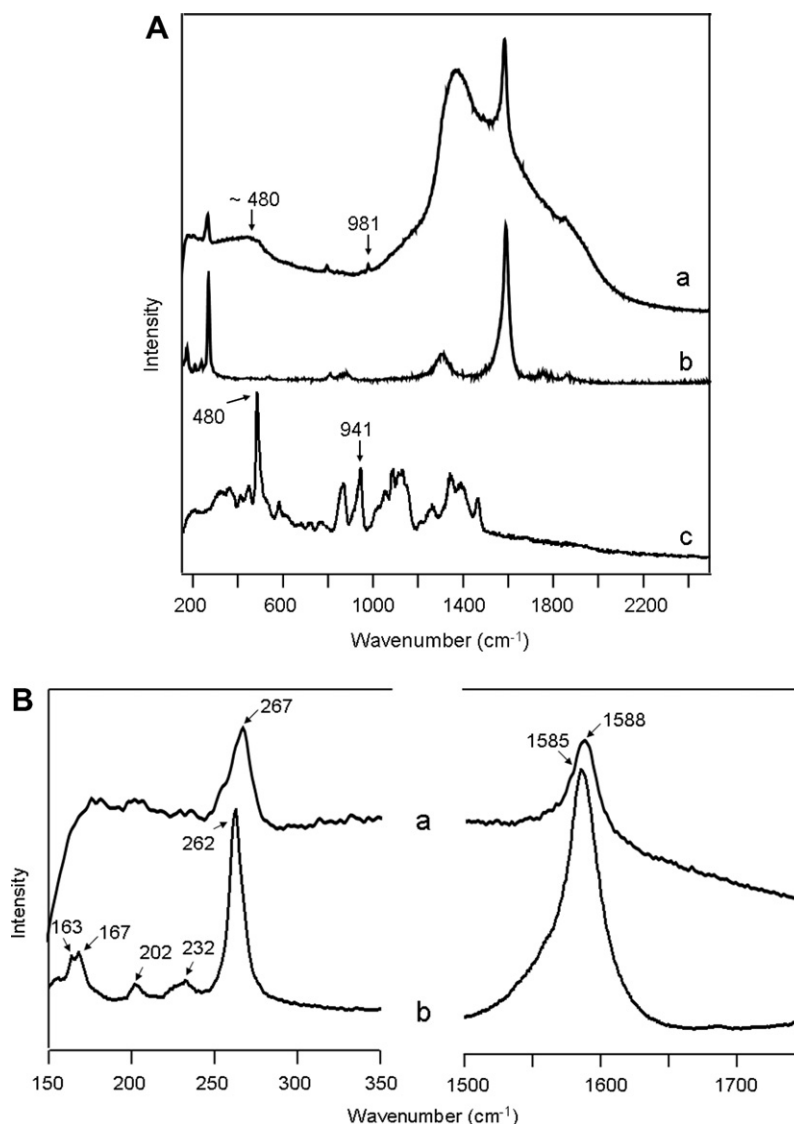 A
~ 480
981
a
b
480
941
c
Intensity
200 600 1000 1400 1800 2200
Wavenumber (cm-1)
B
267
1585
1588
a
262
163
167
202
232
b
Intensity
150 200 250 300 350 1500 1600 1700
Wavenumber (cm-1)